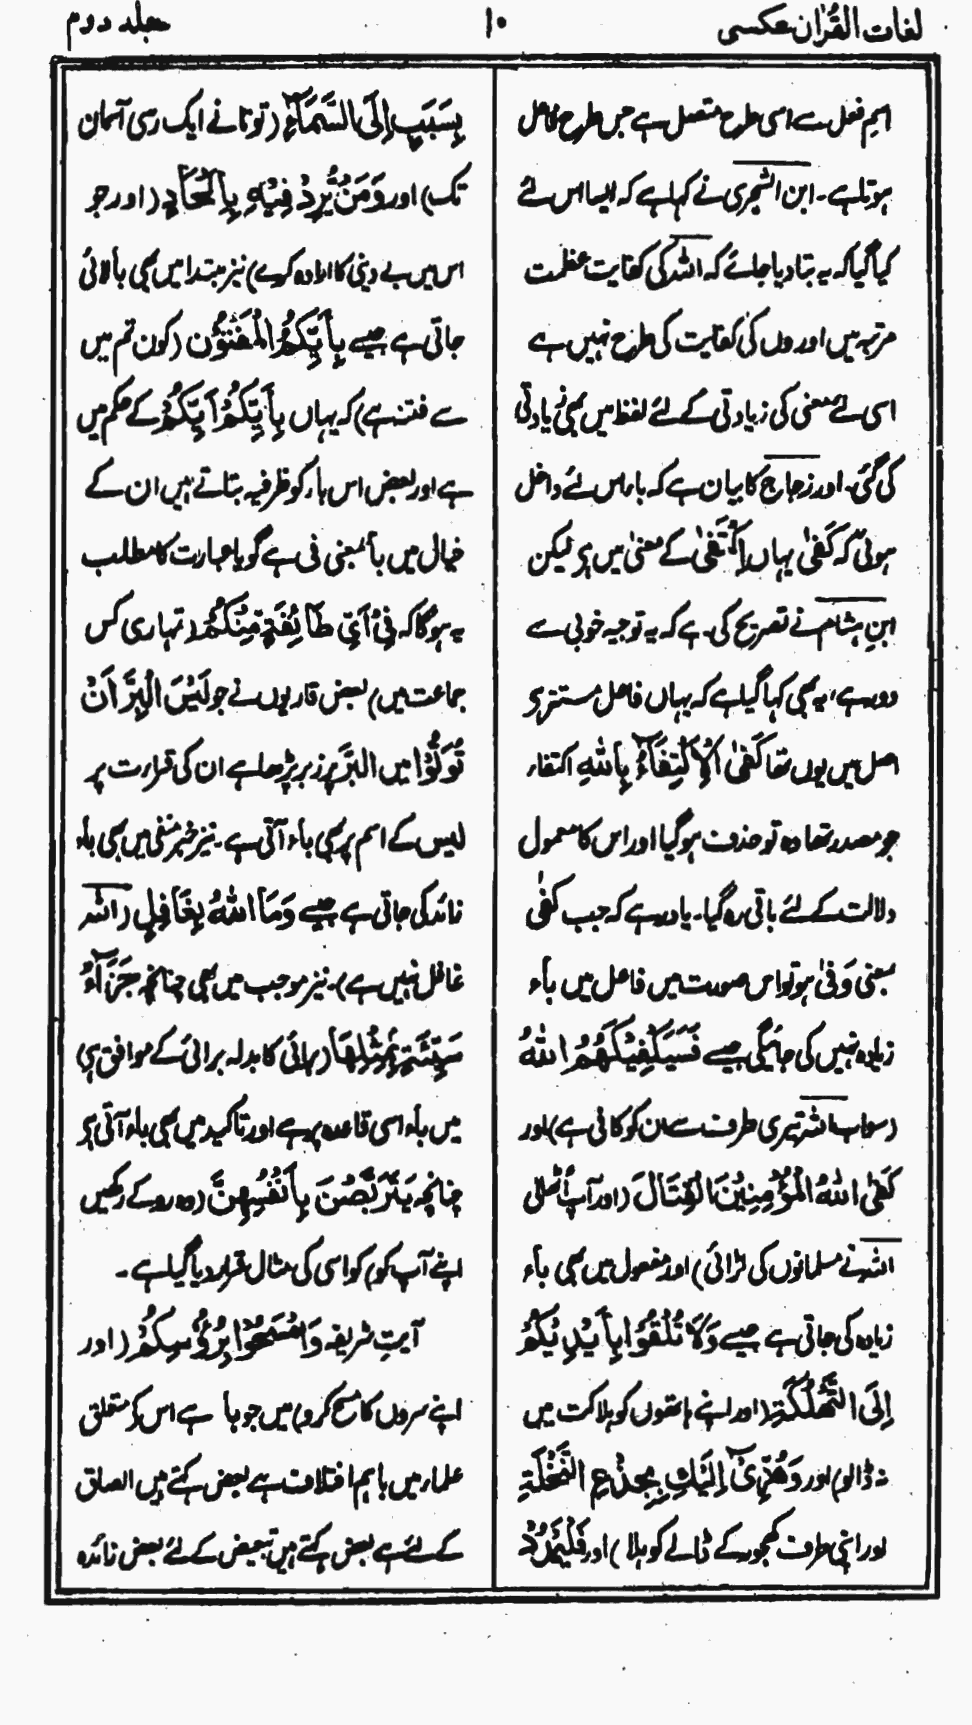 لغات القرآن عکسی
۱۰
جلد دوم
اسمِ فعل سے اسی طرح متصل ہے جس طرح فاعل
ہوتا ہے۔ ابن الشجری نے کہا ہے کہ ایسا اس لئے
کیا گیا کہ یہ بتا دیا جائے کہ اللہ کی کفایت عظمت
مرتبہ میں اوروں کی کفایت کی طرح نہیں ہے
اسی لئے معنی کی زیادتی کے لئے لفظ میں بھی زیادتی
کی گئی۔ اور زجاج کا بیان ہے کہ باء اس لئے داخل
ہوئی کہ کَفٰی یہاں اِکْتَفٰی کے معنیٰ میں ہے لیکن
ابنِ ہشام نے تصریح کی ہے کہ یہ توجیہ خوبی سے
دور ہے، یہ بھی کہا گیا ہے کہ یہاں فاعل مستتر ہے
اصل میں یوں تھا کَفٰی الْاِکْتِفَآءُ بِاللہِ اکتفاء
جو مصدر تھا وہ تو حذف ہو گیا اور اس کا معمول
دلالت کے لئے باقی رہ گیا۔ یاد رہے کہ جب کَفٰی
بمعنی وَفٰی ہو تو اس صورت میں فاعل میں باء
زیادہ نہیں کی جائیگی جیسے فَسَیَکْفِیْکَهُمُ اللہُ
(سواب اللہ تیری طرف سے ان کو کافی ہے) اور
کَفَی اللہُ الْمُؤْمِنِیْنَ الْقِتَالَ (اور آپ اٹھالی
اللہ نے مسلمانوں کی لڑائی) اور مفعول میں بھی باء
زیادہ کی جاتی ہے جیسے وَلَا تُلْقُوْا بِاَیْدِیْکُمْ
اِلَی التَّهْلُکَةِ (اور اپنے ہاتھوں کو ہلاکت میں
نہ ڈالو) اور وَهُزِّیْ اِلَیْكِ بِجِذْعِ النَّخْلَةِ
اور اپنی طرف کھجور کے ڈالے کو ہلا) اور فَلْیَمْدُدْ
بِسَبَبٍ اِلَی السَّمَآءِ (تو تانے ایک رسی آسمان
تک) اور وَمَنْ یُّرِدْ فِیْهِ بِاِلْحَادٍ (اور جو
اس میں بے دینی کا ارادہ کرے) نیز مبتدا میں بھی باء لائی
جاتی ہے جیسے بِاَیِّکُمُ الْمَفْتُوْن (کون تم میں
سے فتنہ ہے) کہ یہاں بِاَیِّکُمْ اَیُّکُمْ کے حکم میں
ہے اور بعض اس باء کو ظرفیہ بتاتے ہیں ان کے
خیال میں باء بمعنی فی ہے گویا عبارت کا مطلب
یہ ہوگا کہ فِیْ اَیِّ طَائِفَةٍ مِّنْکُمْ (تمہاری کس
جماعت میں) بعض قاریوں نے جو لَیْسَ الْبِرَّ اَنْ
تُوَلُّوْا میں البِرَّ پر زبر پڑھا ہے ان کی قراءت پر
لیس کے اسم پر بھی باء آتی ہے۔ نیز خبر منفی میں بھی باء
زائد کی جاتی ہے جیسے وَمَا اللہُ بِغَافِلٍ (اللہ
غافل نہیں ہے)۔ نیز موجب میں بھی چنانچہ جَزَآءُ
سَیِّئَةٍ بِمِثْلِهَا (برائی کا بدلہ برائی کے موافق ہے)
میں باء اسی قاعدہ پر ہے اور تاکید میں بھی باء آتی ہے
چنانچہ یَتَرَبَّصْنَ بِاَنْفُسِهِنَّ (وہ روکے رکھیں
اپنے آپ کو) کو اسی کی مثال قرار دیا گیا ہے۔
آیتِ شریفہ وَامْسَحُوْا بِرُءُوْسِکُمْ (اور
اپنے سروں کا مسح کرو) میں جو با ہے اس کے متعلق
علماء میں باہم اختلاف ہے بعض کہتے ہیں الصاق
کے لئے ہے بعض کہتے ہیں تبعیض کے لئے بعض زائدہ